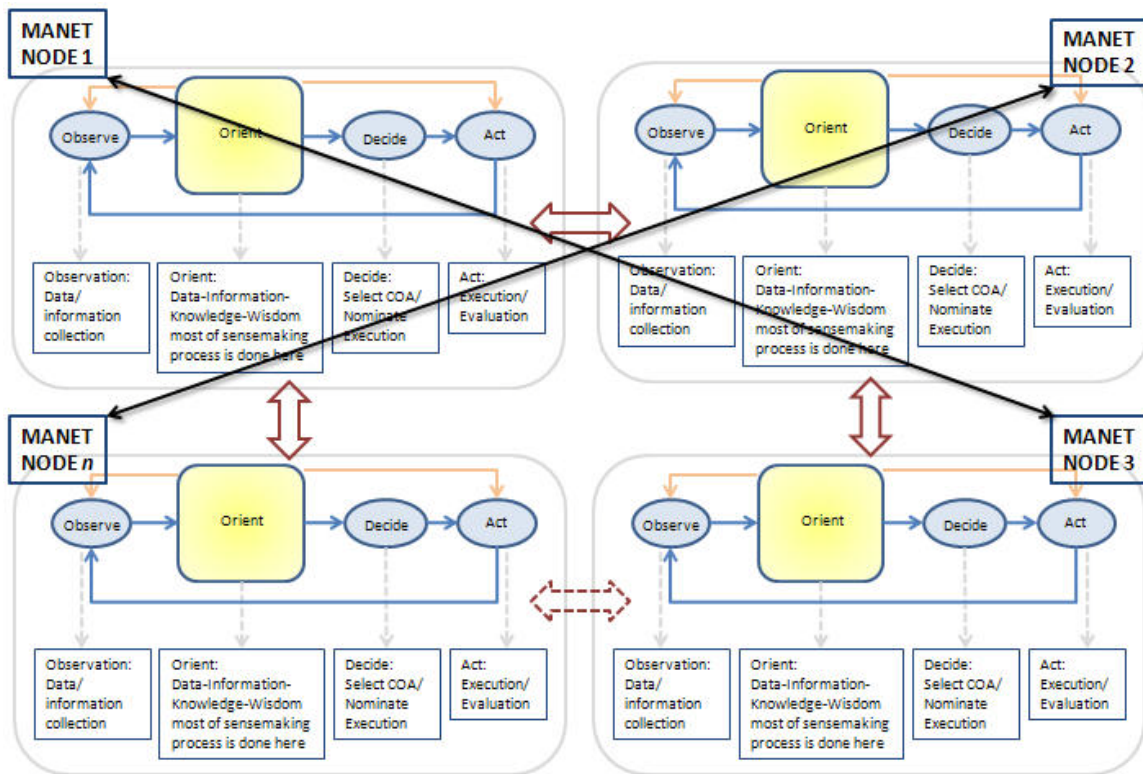 MANET
NODE 1
Observe
Orient
Decide
Act
Observation:
Data/
information
collection
Orient:
Data-Information-
Knowledge-Wisdom
most of sensemaking
process is done here
Decide:
Select COA/
Nominate
Execution
Act:
Execution/
Evaluation
MANET
NODE 2
Observe
Orient
Decide
Act
Observation:
Data/
information
collection
Orient:
Data-Information-
Knowledge-Wisdom
most of sensemaking
process is done here
Decide:
Select COA/
Nominate
Execution
Act:
Execution/
Evaluation
MANET
NODE n
Observe
Orient
Decide
Act
Observation:
Data/
information
collection
Orient:
Data-Information-
Knowledge-Wisdom
most of sensemaking
process is done here
Decide:
Select COA/
Nominate
Execution
Act:
Execution/
Evaluation
MANET
NODE 3
Observe
Orient
Decide
Act
Observation:
Data/
information
collection
Orient:
Data-Information-
Knowledge-Wisdom
most of sensemaking
process is done here
Decide:
Select COA/
Nominate
Execution
Act:
Execution/
Evaluation